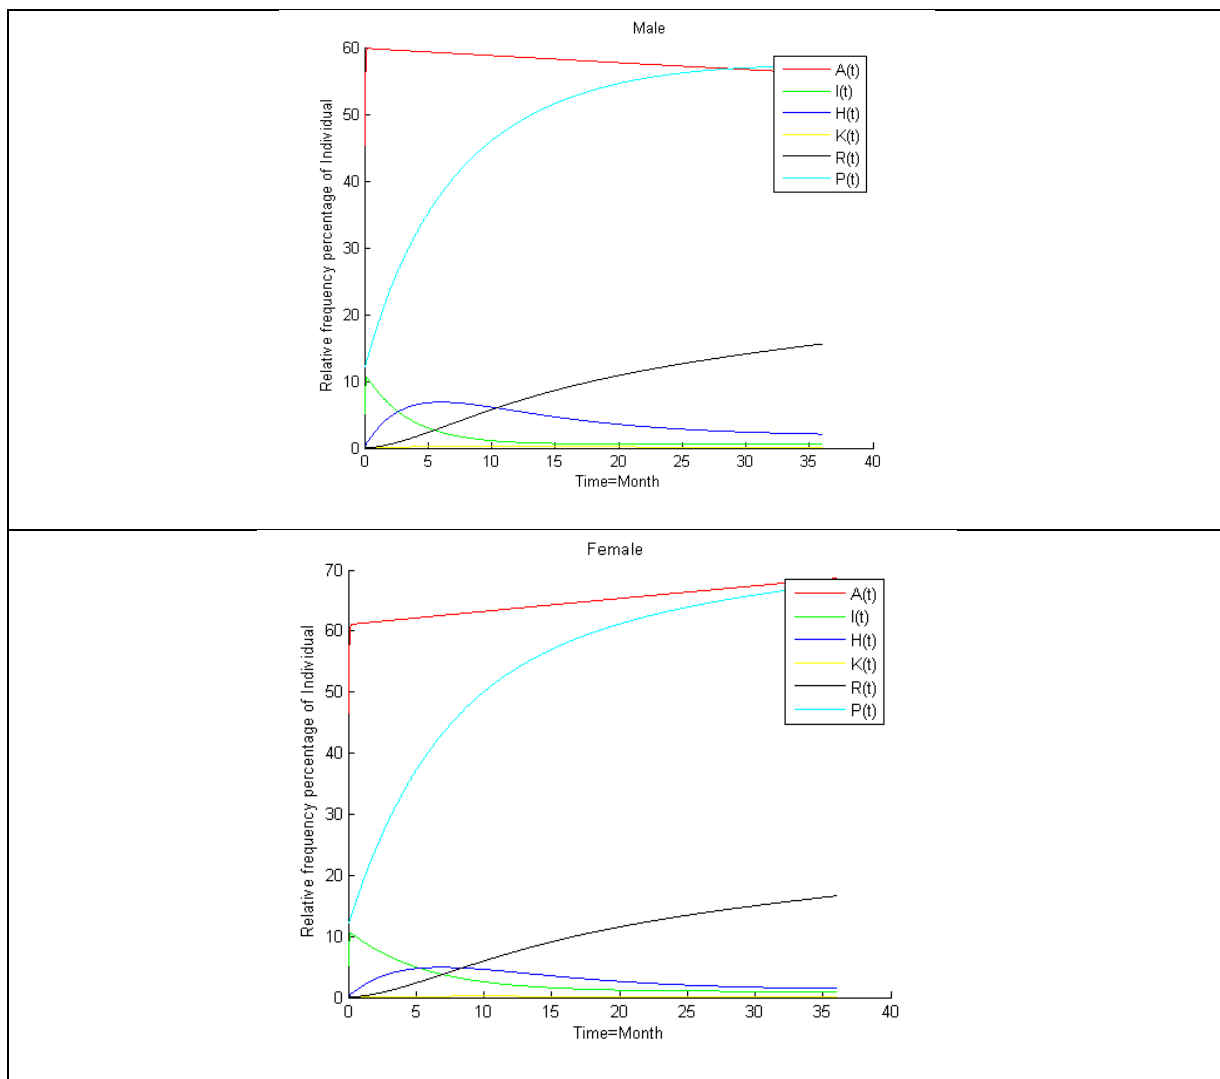 Male
Relative frequency percentage of Individual
60
50
40
30
20
10
0
0 5 10 15 20 25 30 35 40
Time=Month
A(t)
I(t)
H(t)
K(t)
R(t)
P(t)
Female
Relative frequency percentage of Individual
70
60
50
40
30
20
10
0
0 5 10 15 20 25 30 35 40
Time=Month
A(t)
I(t)
H(t)
K(t)
R(t)
P(t)